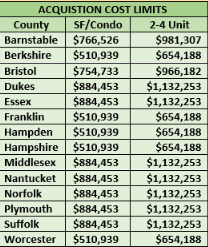 ACQUISTION COST LIMITS
County SF/Condo 2-4 Unit
Barnstable $766,526 $981,307
Berkshire $510,939 $654,188
Bristol $754,733 $966,182
Dukes $884,453 $1,132,253
Essex $884,453 $1,132,253
Franklin $510,939 $654,188
Hampden $510,939 $654,188
Hampshire $510,939 $654,188
Middlesex $884,453 $1,132,253
Nantucket $884,453 $1,132,253
Norfolk $884,453 $1,132,253
Plymouth $884,453 $1,132,253
Suffolk $884,453 $1,132,253
Worcester $510,939 $654,188